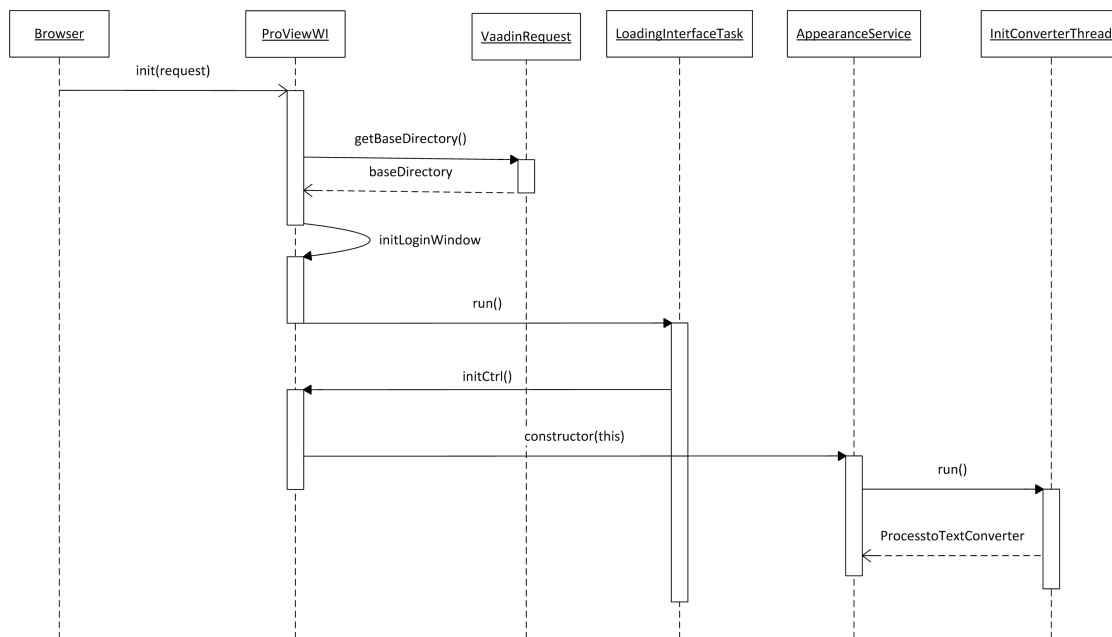 Browser
ProViewWI
VaadinRequest
LoadingInterfaceTask
AppearanceService
InitConverterThread
init(request)
getBaseDirectory()
baseDirectory
initLoginWindow
run()
initCtrl()
constructor(this)
run()
ProcesstoTextConverter